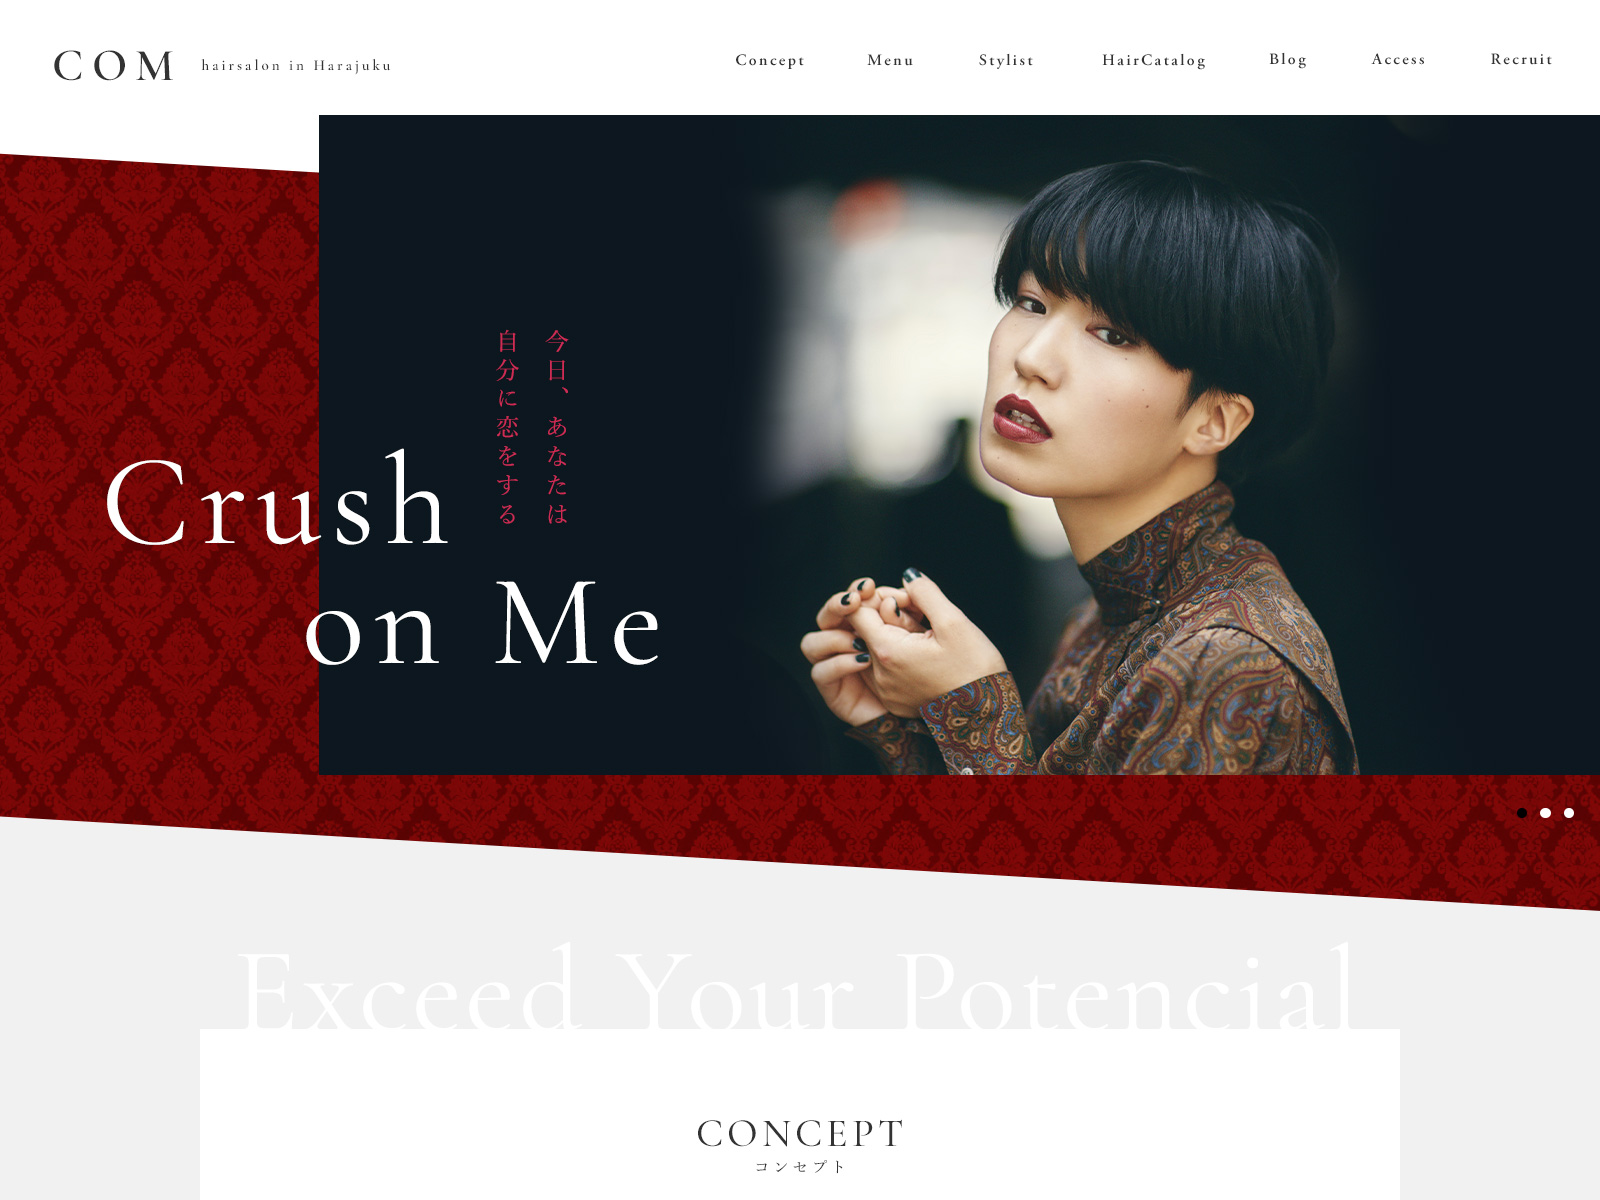 COM hairsalon in Harajuku
Concept Menu Stylist HairCatalog Blog Access Recruit
今日、あなたは
自分に恋をする
Crush
on Me
Exceed Your Potencial
CONCEPT
コンセプト